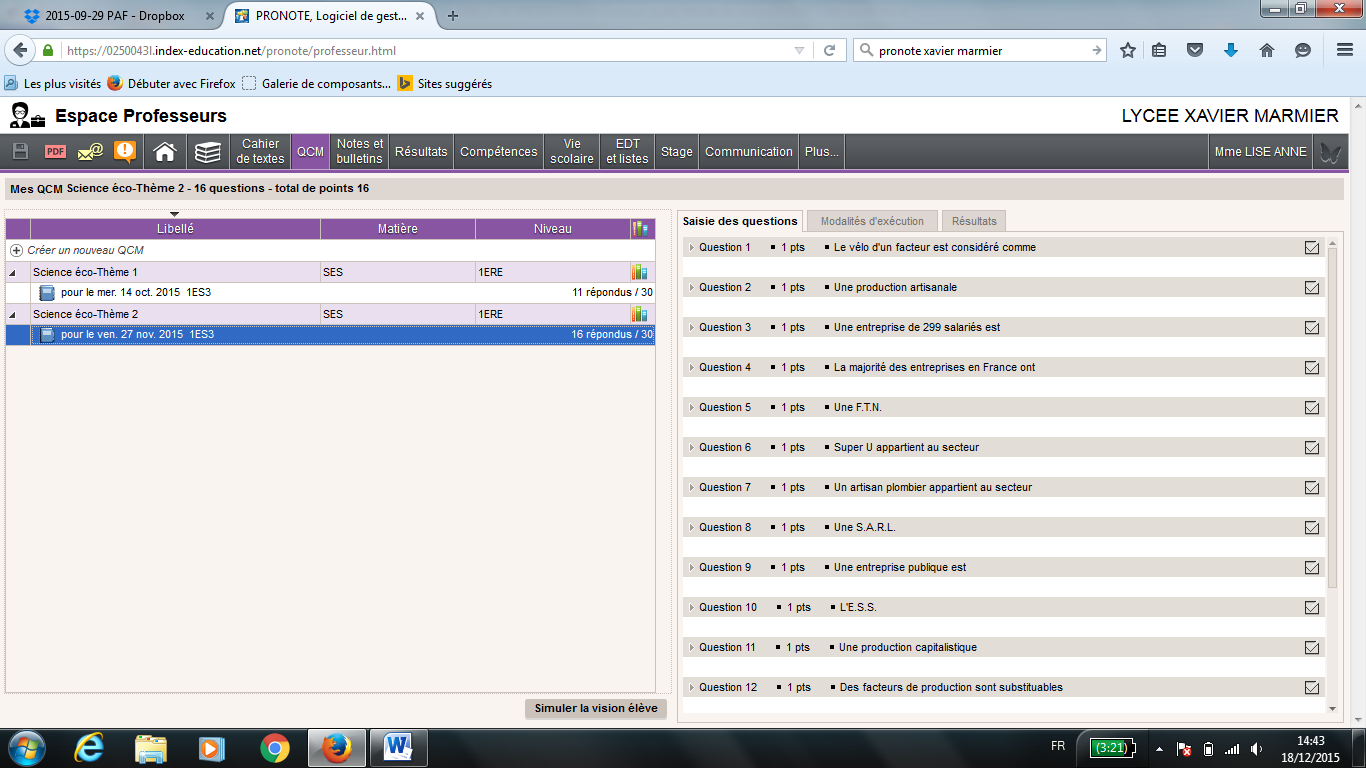 2015-09-29 PAF - Dropbox
PRONOTE, Logiciel de gest...
https://0250043l.index-education.net/pronote/professeur.html
pronote xavier marmier
Les plus visités
Débuter avec Firefox
Galerie de composants...
Sites suggérés
Espace Professeurs
LYCEE XAVIER MARMIER
PDF
Cahier de textes
QCM
Notes et bulletins
Résultats
Compétences
Vie scolaire
EDT et listes
Stage
Communication
Plus...
Mme LISE ANNE
Mes QCM Science éco-Thème 2 - 16 questions - total de points 16
Libellé Matière Niveau
Créer un nouveau QCM
Science éco-Thème 1 SES 1ERE
pour le mer. 14 oct. 2015 1ES3 11 répondus / 30
Science éco-Thème 2 SES 1ERE
pour le ven. 27 nov. 2015 1ES3 16 répondus / 30
Simuler la vision élève
Saisie des questions
Modalités d'exécution
Résultats
Question 1 1 pts Le vélo d'un facteur est considéré comme
Question 2 1 pts Une production artisanale
Question 3 1 pts Une entreprise de 299 salariés est
Question 4 1 pts La majorité des entreprises en France ont
Question 5 1 pts Une F.T.N.
Question 6 1 pts Super U appartient au secteur
Question 7 1 pts Un artisan plombier appartient au secteur
Question 8 1 pts Une S.A.R.L.
Question 9 1 pts Une entreprise publique est
Question 10 1 pts L'E.S.S.
Question 11 1 pts Une production capitalistique
Question 12 1 pts Des facteurs de production sont substituables
FR
(3:21)
14:43
18/12/2015